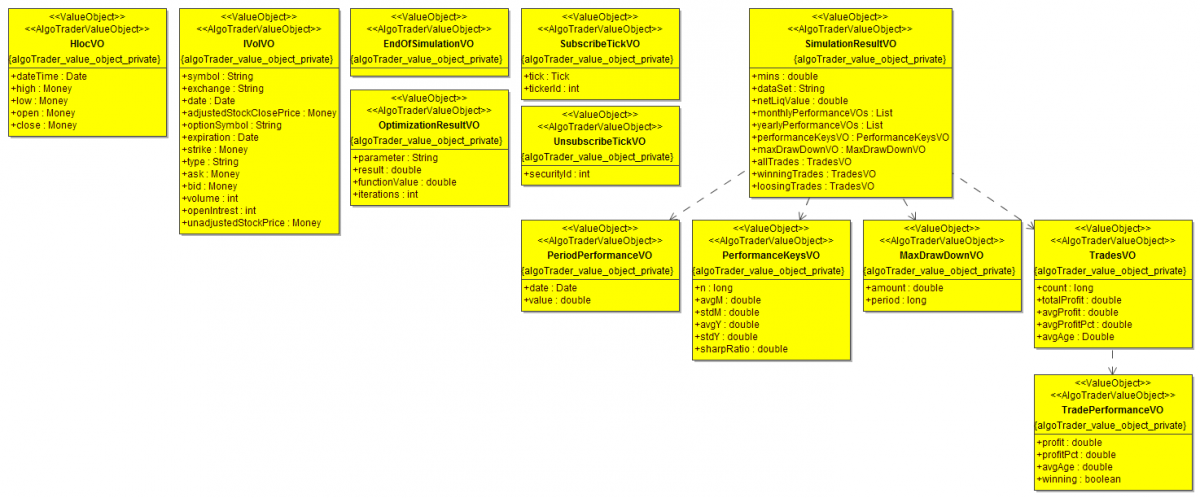 <<ValueObject>>
<<AlgoTraderValueObject>>
HlocVO
{algoTrader_value_object_private}
+dateTime : Date
+high : Money
+low : Money
+open : Money
+close : Money
<<ValueObject>>
<<AlgoTraderValueObject>>
IVolVO
{algoTrader_value_object_private}
+symbol : String
+exchange : String
+date : Date
+adjustedStockClosePrice : Money
+optionSymbol : String
+expiration : Date
+strike : Money
+type : String
+ask : Money
+bid : Money
+volume : int
+openIntrest : int
+unadjustedStockPrice : Money
<<ValueObject>>
<<AlgoTraderValueObject>>
EndOfSimulationVO
{algoTrader_value_object_private}
<<ValueObject>>
<<AlgoTraderValueObject>>
OptimizationResultVO
{algoTrader_value_object_private}
+parameter : String
+result : double
+functionValue : double
+iterations : int
<<ValueObject>>
<<AlgoTraderValueObject>>
SubscribeTickVO
{algoTrader_value_object_private}
+tick : Tick
+tickerId : int
<<ValueObject>>
<<AlgoTraderValueObject>>
UnsubscribeTickVO
{algoTrader_value_object_private}
+securityId : int
<<ValueObject>>
<<AlgoTraderValueObject>>
SimulationResultVO
{algoTrader_value_object_private}
+mins : double
+dataSet : String
+netLiqValue : double
+monthlyPerformanceVOs : List
+yearlyPerformanceVOs : List
+performanceKeysVO : PerformanceKeysVO
+maxDrawDownVO : MaxDrawDownVO
+allTrades : TradesVO
+winningTrades : TradesVO
+loosingTrades : TradesVO
<<ValueObject>>
<<AlgoTraderValueObject>>
PeriodPerformanceVO
{algoTrader_value_object_private}
+date : Date
+value : double
<<ValueObject>>
<<AlgoTraderValueObject>>
PerformanceKeysVO
{algoTrader_value_object_private}
+n : long
+avgM : double
+stdM : double
+avgY : double
+stdY : double
+sharpRatio : double
<<ValueObject>>
<<AlgoTraderValueObject>>
MaxDrawDownVO
{algoTrader_value_object_private}
+amount : double
+period : long
<<ValueObject>>
<<AlgoTraderValueObject>>
TradesVO
{algoTrader_value_object_private}
+count : long
+totalProfit : double
+avgProfit : double
+avgProfitPct : double
+avgAge : Double
<<ValueObject>>
<<AlgoTraderValueObject>>
TradePerformanceVO
{algoTrader_value_object_private}
+profit : double
+profitPct : double
+avgAge : double
+winning : boolean